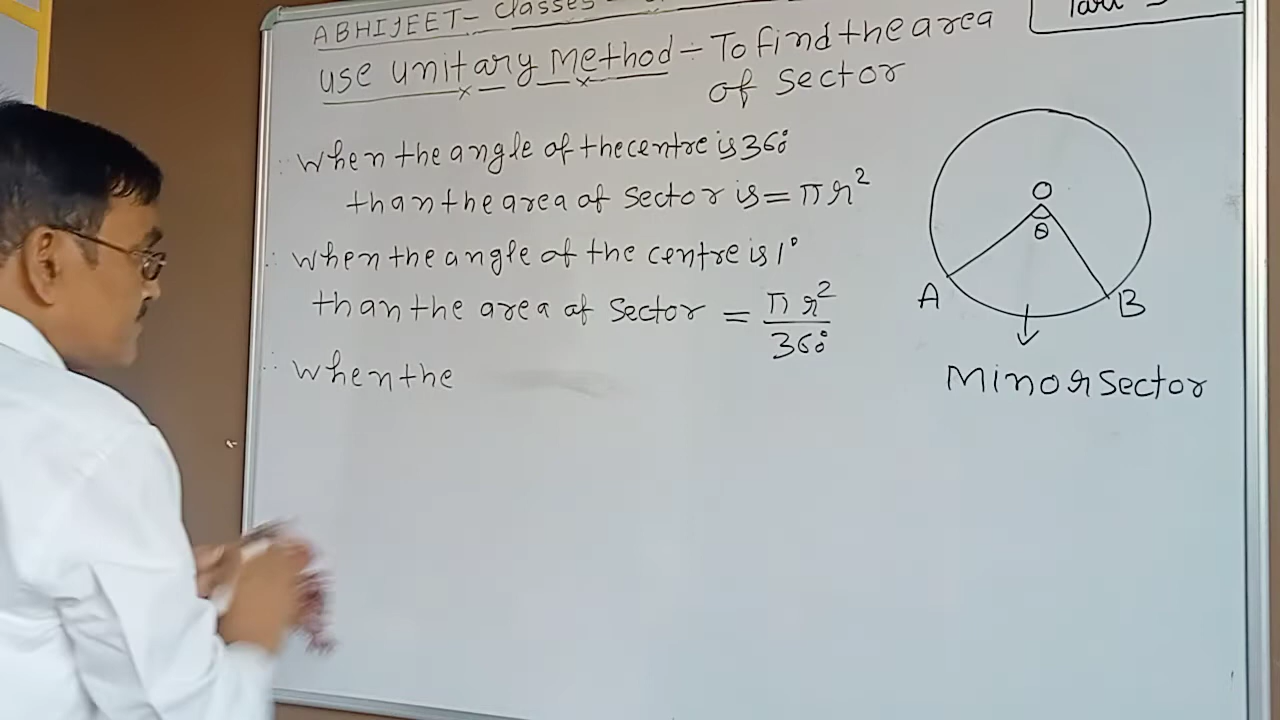 ABHIJEET- Classes
use unitary Method ÷ To find the area
of sector
∵ when the angle of the centre is 360°
than the area of sector is = πr²
∴ when the angle of the centre is 1°
than the area of sector = πr²
360°
∴ when the
O
θ
A
B
Minor sector